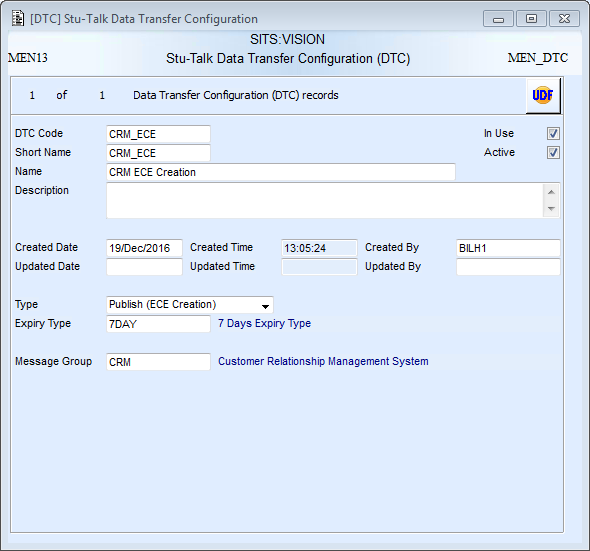 [DTC] Stu-Talk Data Transfer Configuration
SITS:VISION
MEN13 Stu-Talk Data Transfer Configuration (DTC) MEN_DTC
1 of 1 Data Transfer Configuration (DTC) records UDF
DTC Code CRM_ECE In Use
Short Name CRM_ECE Active
Name CRM ECE Creation
Description
Created Date 19/Dec/2016 Created Time 13:05:24 Created By BILH1
Updated Date Updated Time Updated By
Type Publish (ECE Creation)
Expiry Type 7DAY 7 Days Expiry Type
Message Group CRM Customer Relationship Management System